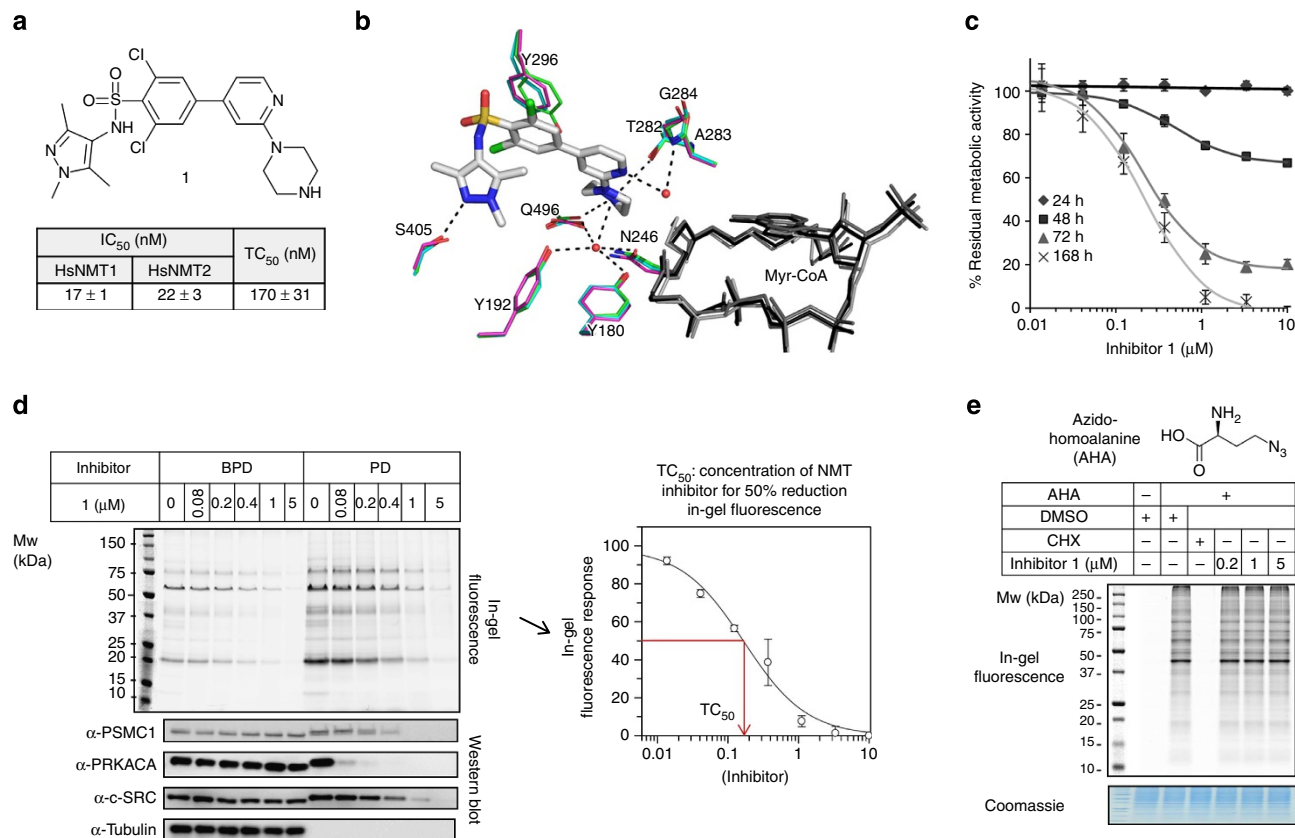 a
Cl
O
S
O
NH
Cl
N
N
N
N
NH
1
IC50 (nM)
TC50 (nM)
HsNMT1
HsNMT2
17 ± 1
22 ± 3
170 ± 31
b
Y296
G284
T282
A283
S405
Q496
N246
Myr-CoA
Y192
Y180
c
% Residual metabolic activity
100
80
60
40
20
0
24 h
48 h
72 h
168 h
0.01
0.1
1
10
Inhibitor 1 (μM)
d
Inhibitor
BPD
PD
1 (μM)
0
0.08
0.2
0.4
1
5
0
0.08
0.2
0.4
1
5
Mw
(kDa)
150
75
50
37
25
20
15
10
In-gel
fluorescence
α-PSMC1
α-PRKACA
α-c-SRC
α-Tubulin
Western blot
TC50: concentration of NMT
inhibitor for 50% reduction
in-gel fluorescence
In-gel
fluorescence response
100
80
60
40
20
0
TC50
0.01
0.1
1
10
(Inhibitor)
e
Azido-
homoalanine
(AHA)
NH2
HO
O
N3
AHA
–
+
DMSO
+
+
CHX
–
–
+
–
–
–
Inhibitor 1 (μM)
–
–
–
0.2
1
5
Mw (kDa)
250
150
100
75
50
37
25
20
15
10
In-gel
fluorescence
Coomassie